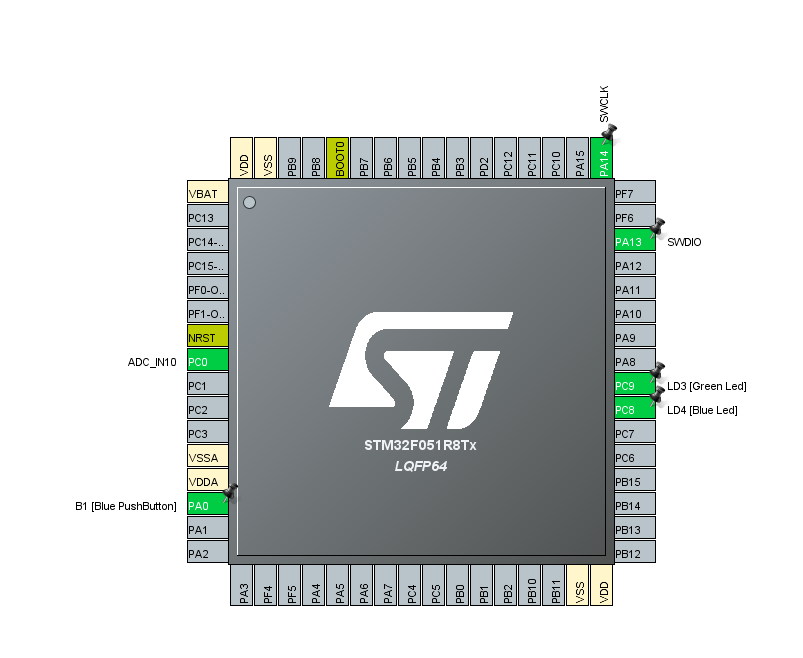 SWCLK
VDD
VSS
PB9
PB8
BOOT0
PB7
PB6
PB5
PB4
PB3
PD2
PC12
PC11
PC10
PA15
PA14
VBAT
PF7
PC13
PF6
PC14-..
PA13
SWDIO
PC15-..
PA12
PF0-O..
PA11
PF1-O..
PA10
NRST
PA9
ADC_IN10
PC0
PA8
PC1
PC9
LD3 [Green Led]
PC2
PC8
LD4 [Blue Led]
PC3
PC7
VSSA
PC6
VDDA
PB15
B1 [Blue PushButton]
PA0
PB14
PA1
PB13
PA2
PB12
STM32F051R8Tx
LQFP64
PA3
PF4
PF5
PA4
PA5
PA6
PA7
PC4
PC5
PB0
PB1
PB2
PB10
PB11
VSS
VDD